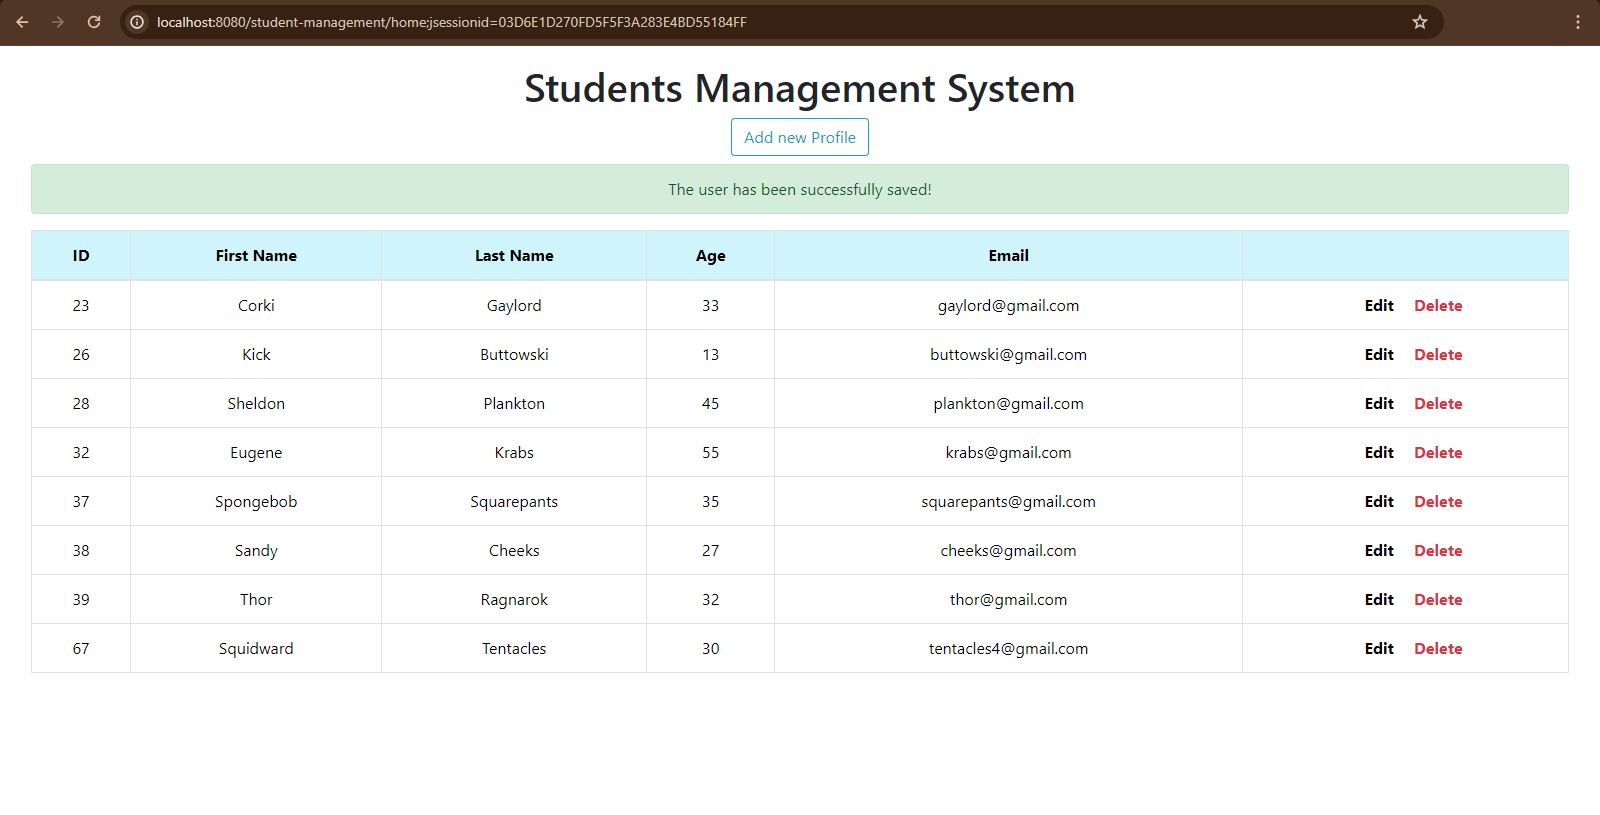 localhost:8080/student-management/home;jsessionid=03D6E1D270FD5F5F3A283E4BD55184FF
Students Management System
Add new Profile
The user has been successfully saved!
ID First Name Last Name Age Email
23 Corki Gaylord 33 gaylord@gmail.com Edit Delete
26 Kick Buttowski 13 buttowski@gmail.com Edit Delete
28 Sheldon Plankton 45 plankton@gmail.com Edit Delete
32 Eugene Krabs 55 krabs@gmail.com Edit Delete
37 Spongebob Squarepants 35 squarepants@gmail.com Edit Delete
38 Sandy Cheeks 27 cheeks@gmail.com Edit Delete
39 Thor Ragnarok 32 thor@gmail.com Edit Delete
67 Squidward Tentacles 30 tentacles4@gmail.com Edit Delete